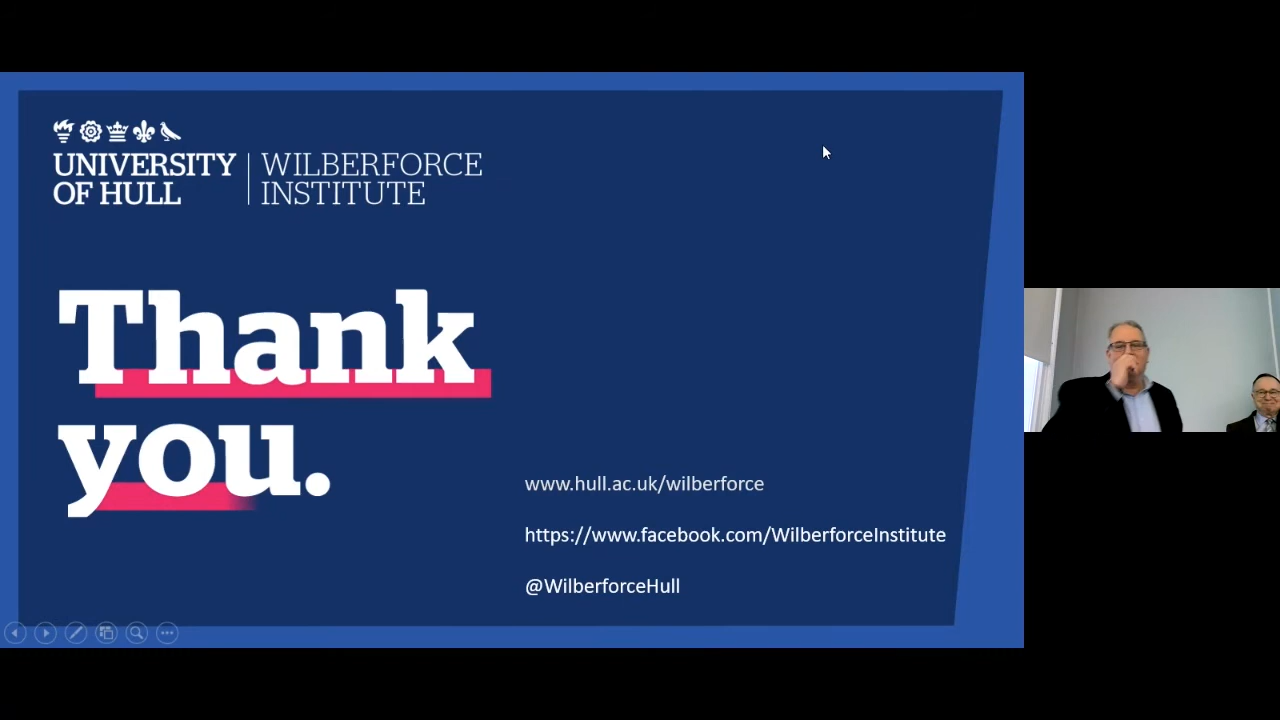 UNIVERSITY
OF HULL
WILBERFORCE
INSTITUTE
Thank
you.
www.hull.ac.uk/wilberforce
https://www.facebook.com/WilberforceInstitute
@WilberforceHull